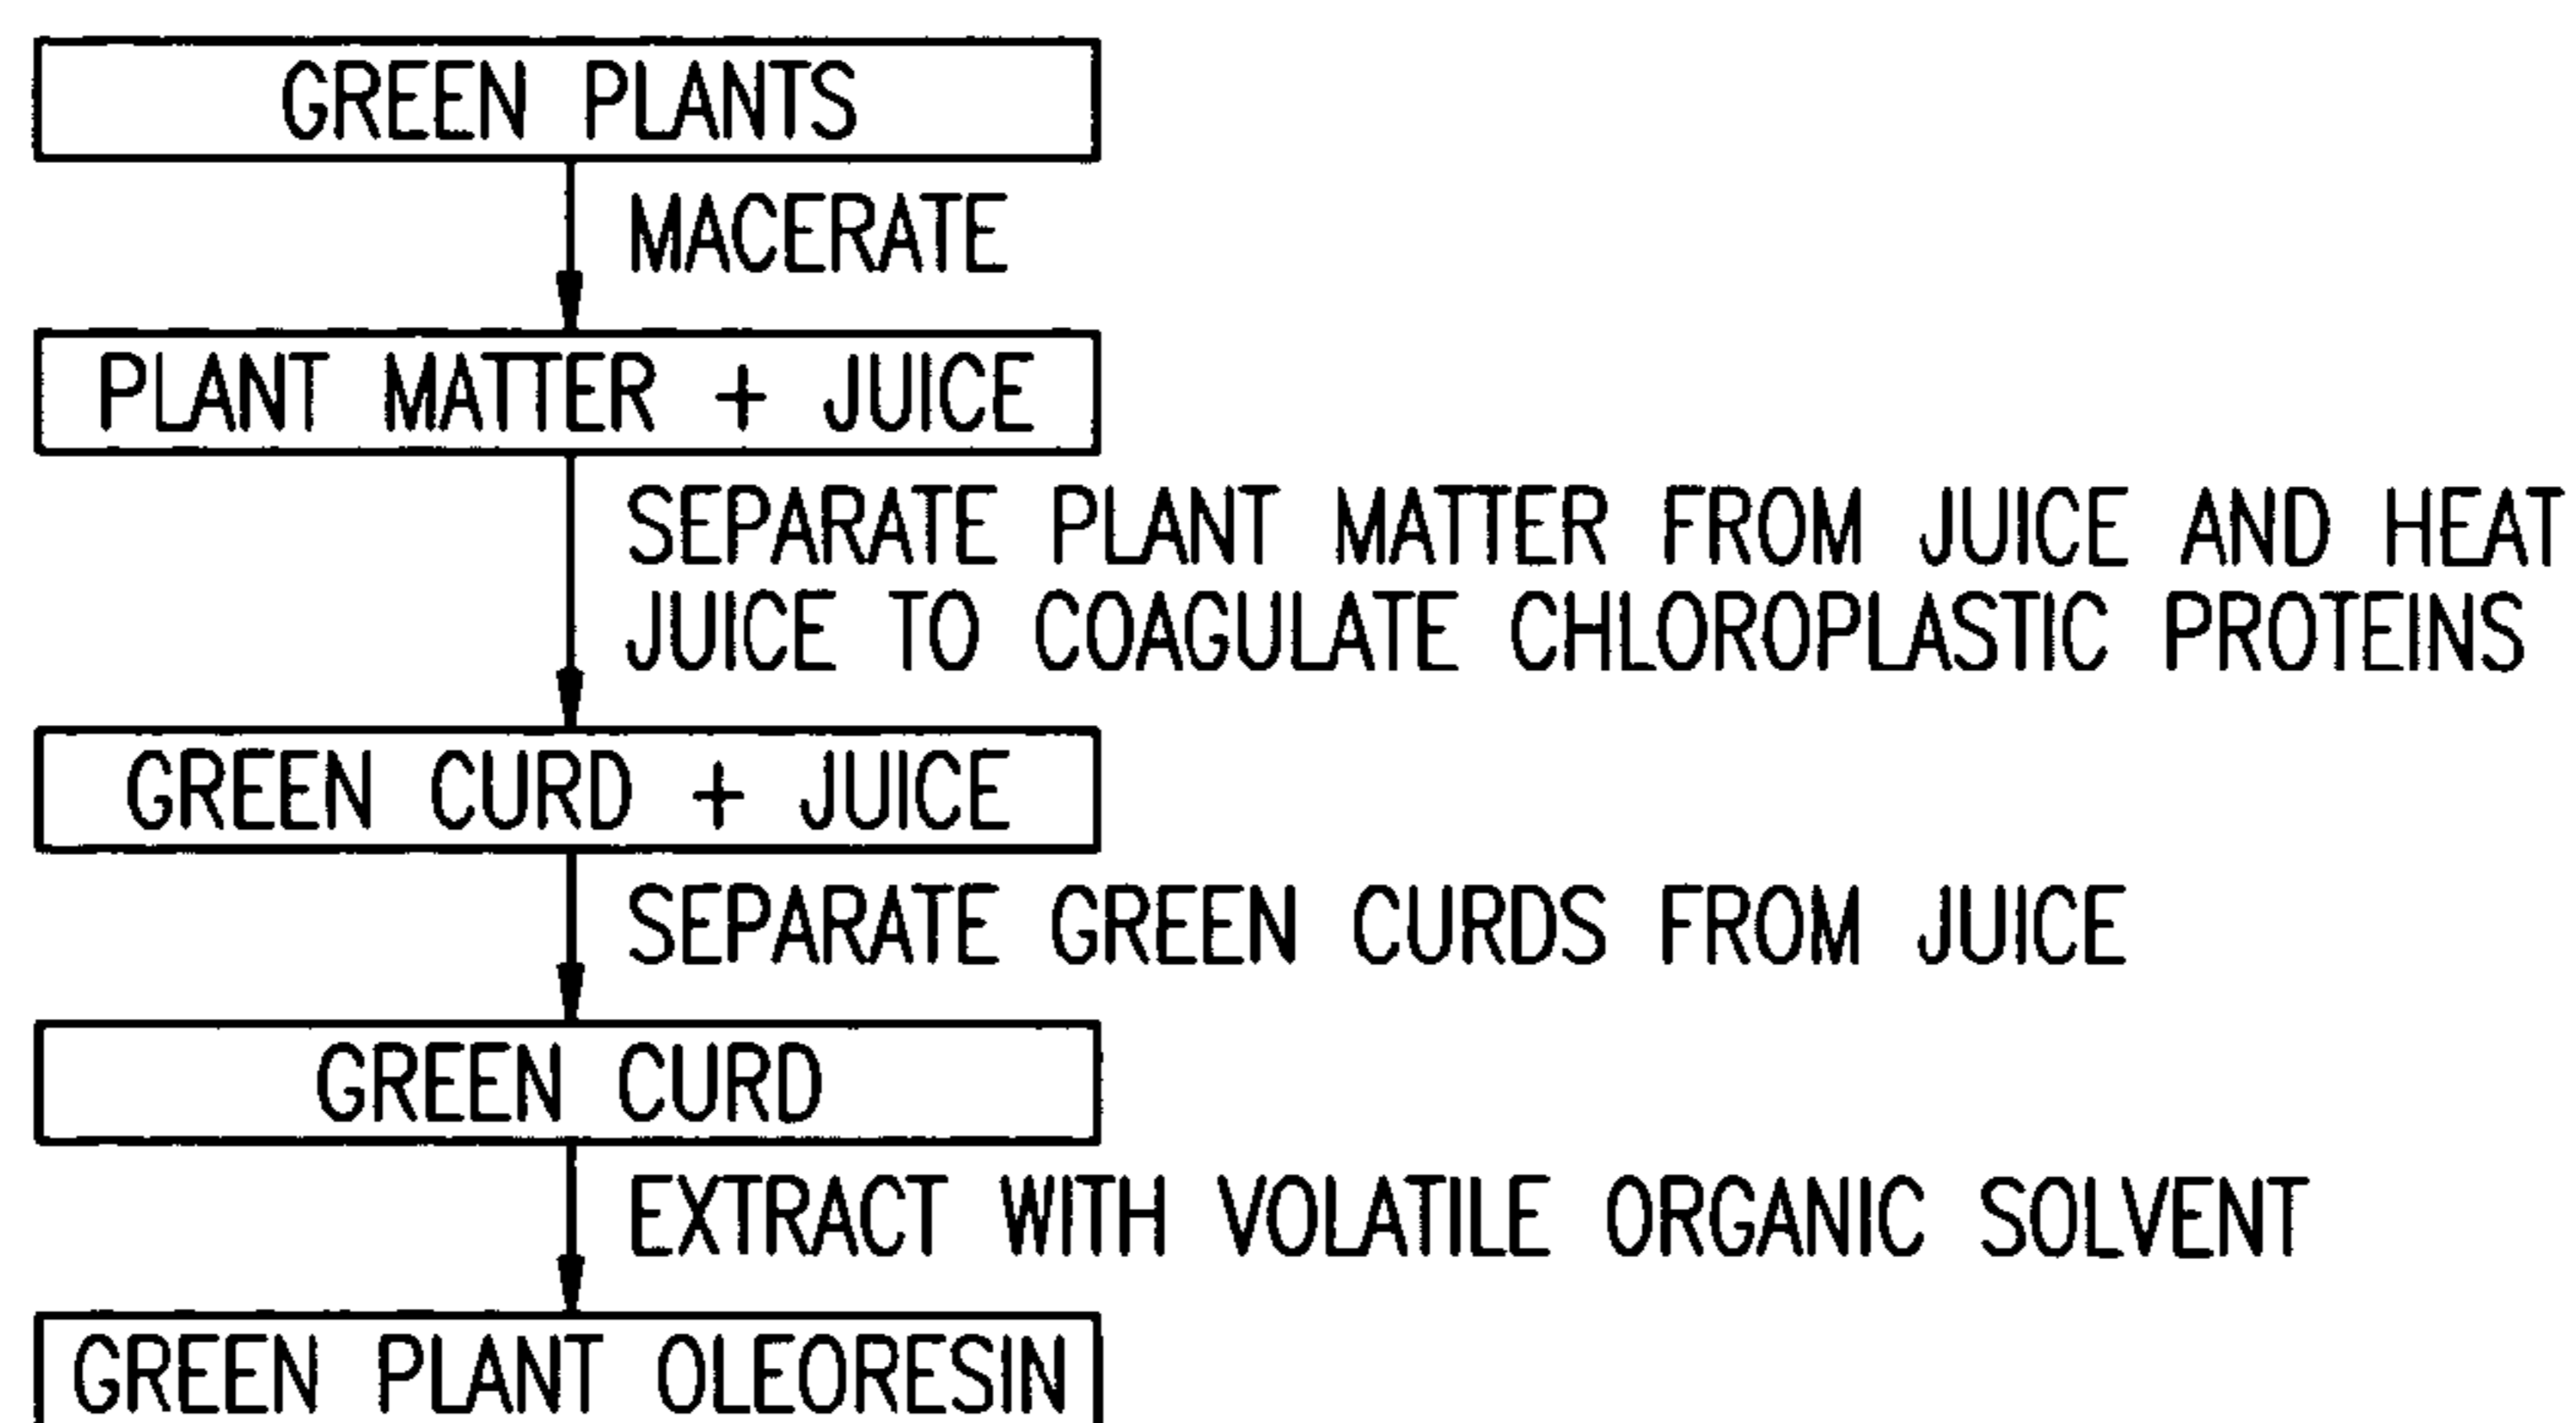 GREEN PLANTS
MACERATE
PLANT MATTER + JUICE
SEPARATE PLANT MATTER FROM JUICE AND HEAT
JUICE TO COAGULATE CHLOROPLASTIC PROTEINS
GREEN CURD + JUICE
SEPARATE GREEN CURDS FROM JUICE
GREEN CURD
EXTRACT WITH VOLATILE ORGANIC SOLVENT
GREEN PLANT OLEORESIN